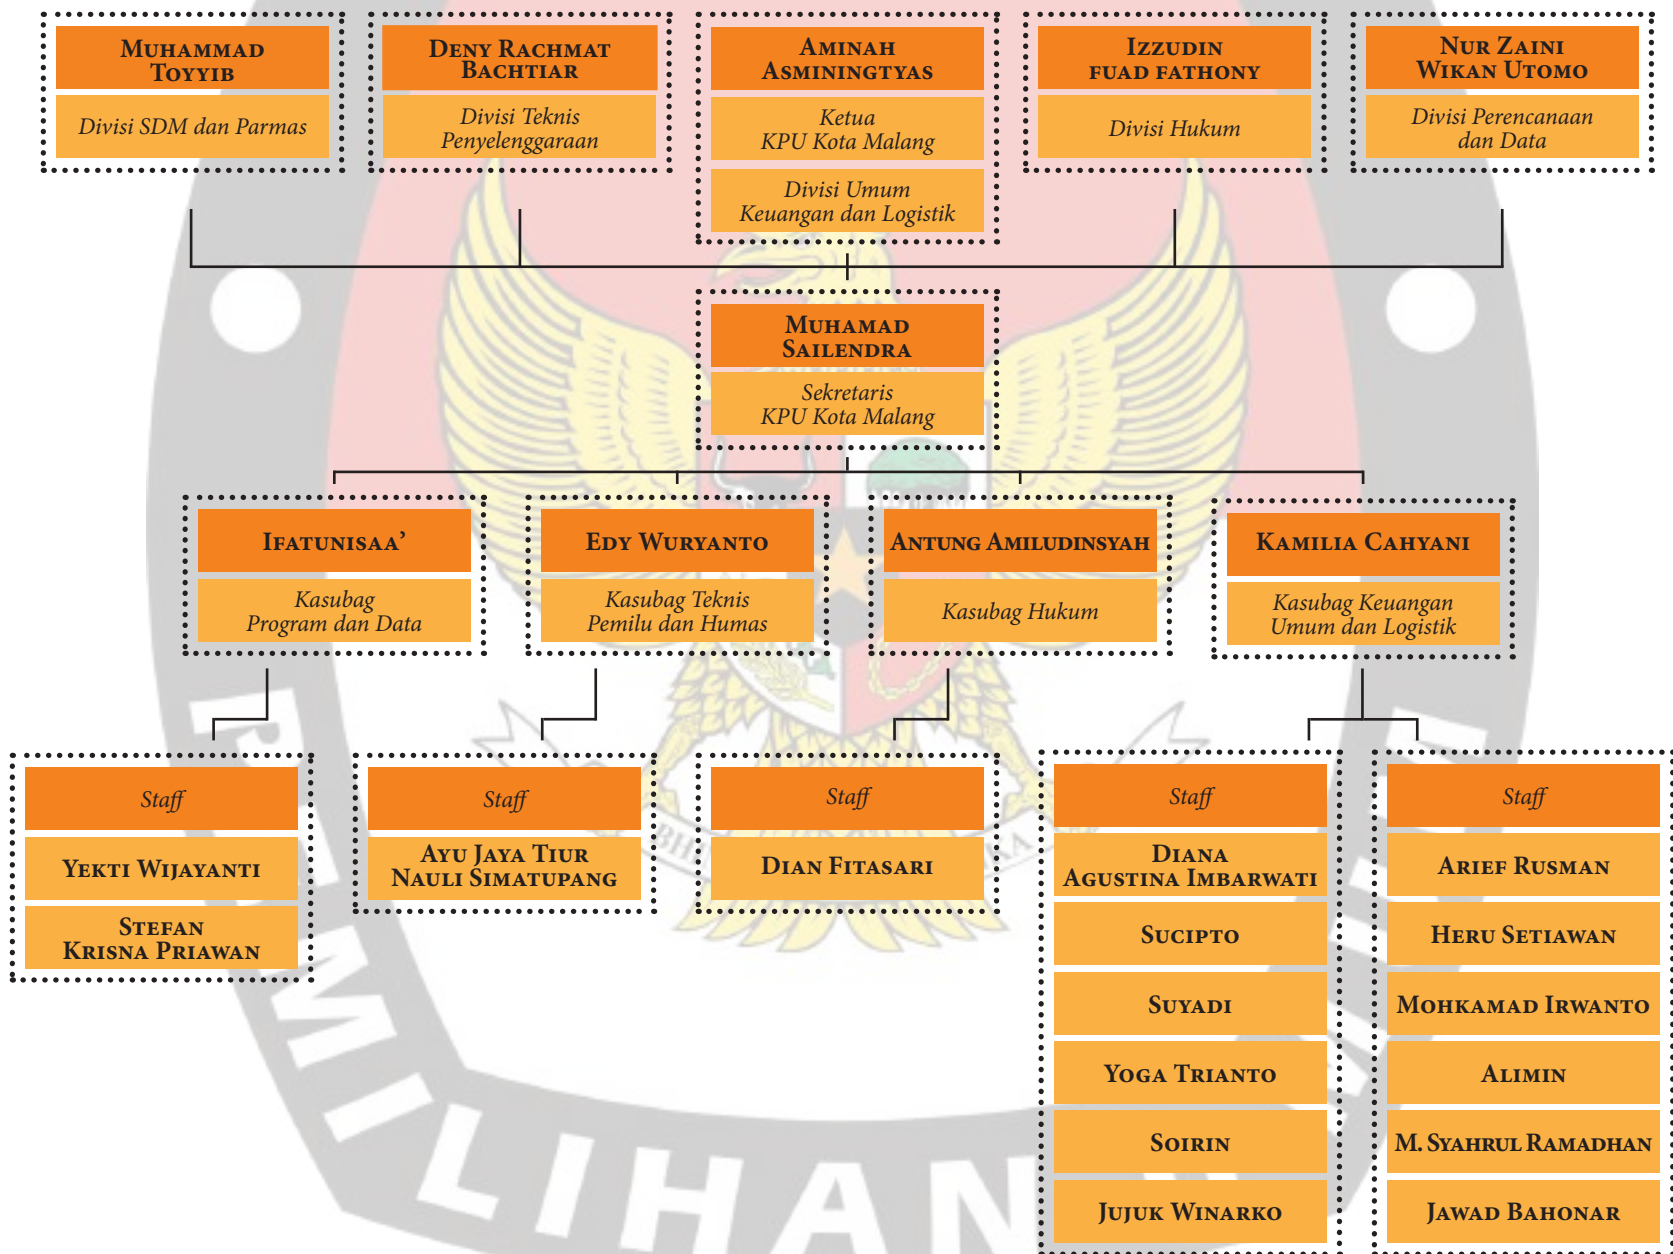 Muhammad
Toyyib
Divisi SDM dan Parmas
Deny Rachmat
Bachtiar
Divisi Teknis
Penyelenggaraan
Aminah
Asminingtyas
Ketua
KPU Kota Malang
Divisi Umum
Keuangan dan Logistik
Izzudin
fuad fathony
Divisi Hukum
Nur Zaini
Wikan Utomo
Divisi Perencanaan
dan Data
Muhamad
Sailendra
Sekretaris
KPU Kota Malang
Ifatunisaa’
Kasubag
Program dan Data
Edy Wuryanto
Kasubag Teknis
Pemilu dan Humas
Antung Amiludinsyah
Kasubag Hukum
Kamilia Cahyani
Kasubag Keuangan
Umum dan Logistik
Staff
Yekti Wijayanti
Stefan
Krisna Priawan
Staff
Ayu Jaya Tiur
Nauli Simatupang
Staff
Dian Fitasari
Staff
Diana
Agustina Imbarwati
Sucipto
Suyadi
Yoga Trianto
Soirin
Jujuk Winarko
Staff
Arief Rusman
Heru Setiawan
Mohkamad Irwanto
Alimin
M. Syahrul Ramadhan
Jawad Bahonar